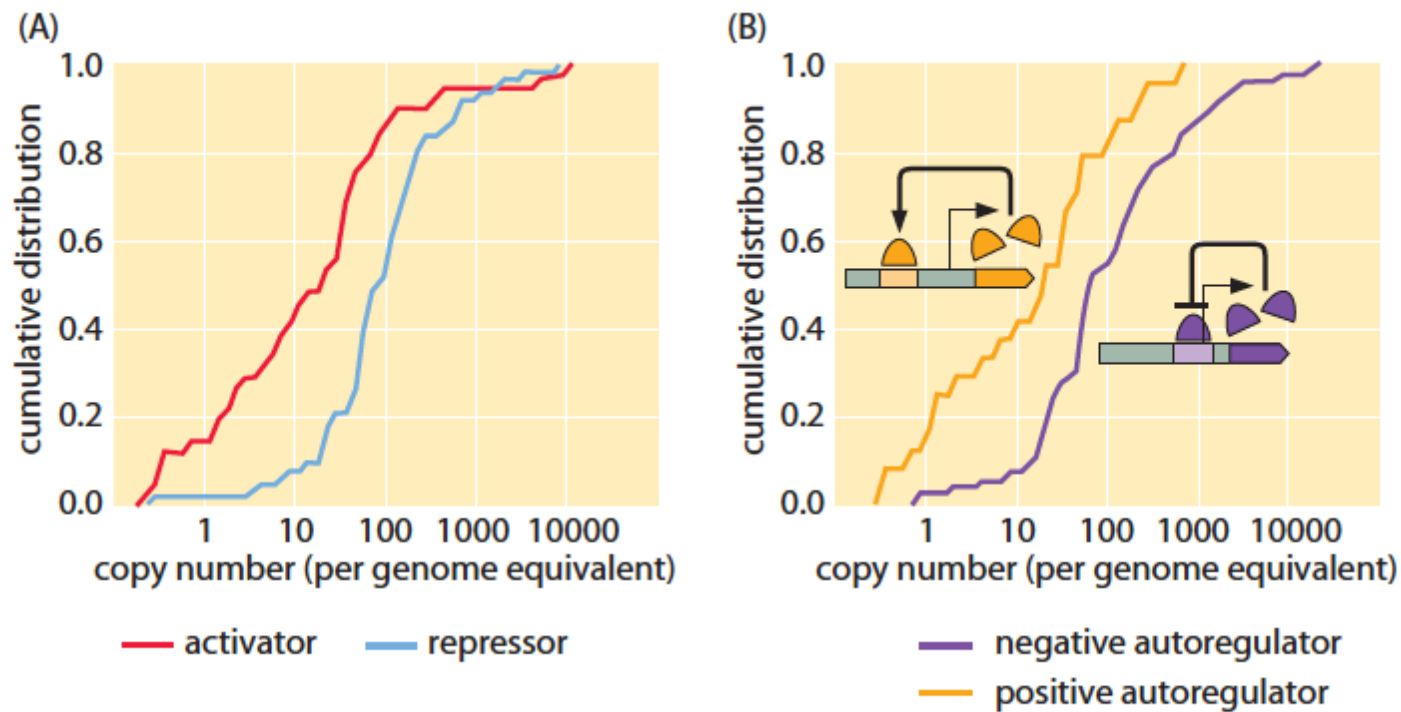 (A)
1.0
0.8
0.6
0.4
0.2
0.0
cumulative distribution
1 10 100 1000 10000
copy number (per genome equivalent)
activator repressor
(B)
1.0
0.8
0.6
0.4
0.2
0.0
cumulative distribution
1 10 100 1000 10000
copy number (per genome equivalent)
negative autoregulator
positive autoregulator